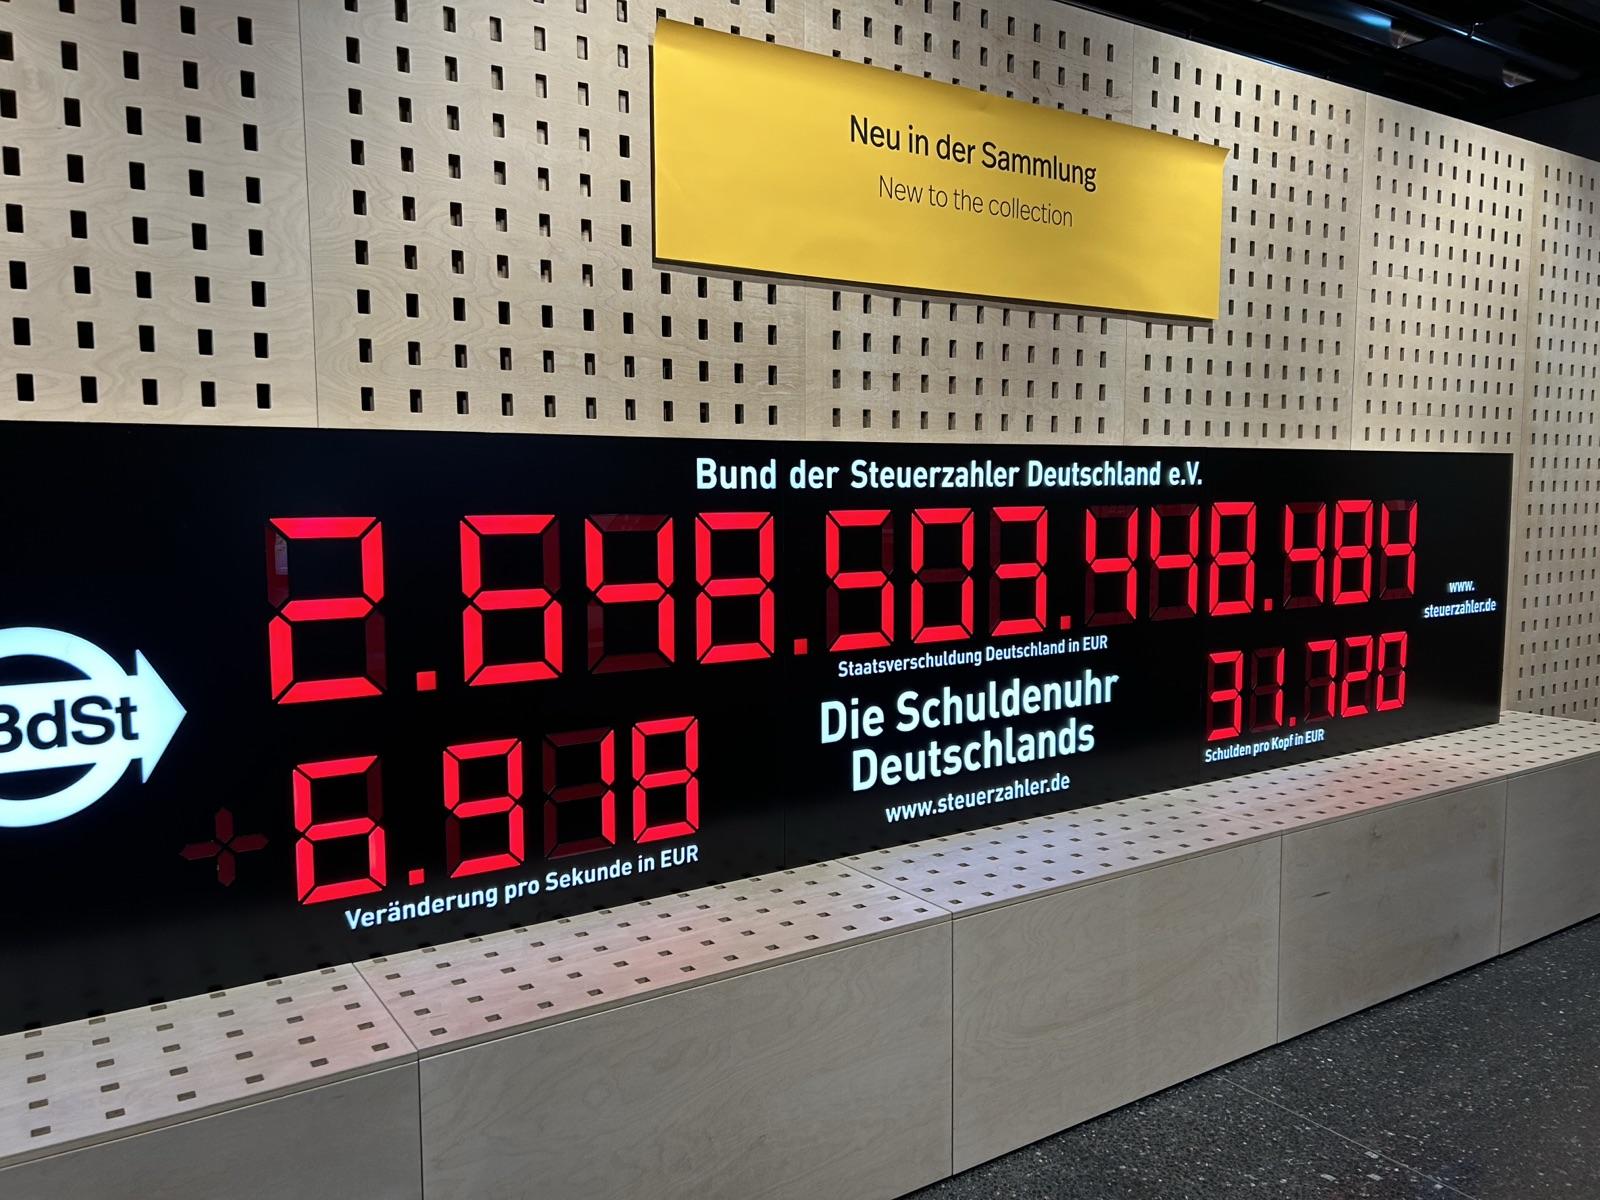 Neu in der Sammlung
New to the collection
Bund der Steuerzahler Deutschland e.V.
2.648.503.448.484
www.
steuerzahler.de
Staatsverschuldung Deutschland in EUR
BdSt
Die Schuldenuhr
Deutschlands
www.steuerzahler.de
31.720
Schulden pro Kopf in EUR
+ 6.918
Veränderung pro Sekunde in EUR